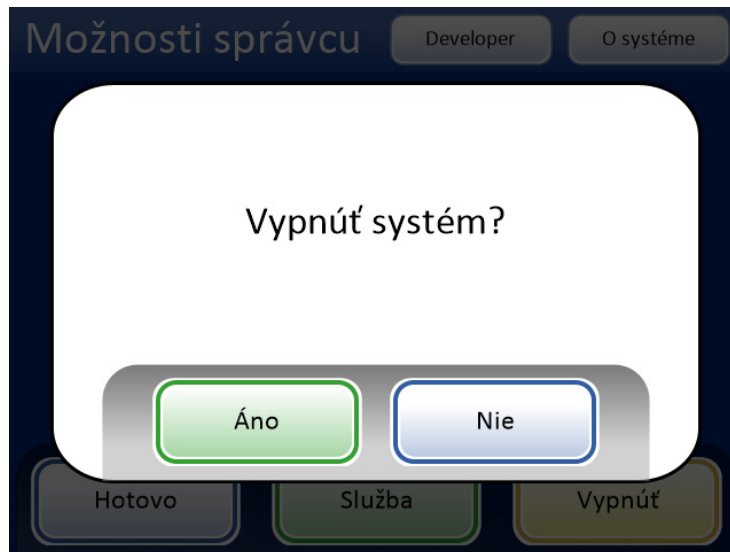 Možnosti správcu
Developer
O systéme
Vypnúť systém?
Áno
Nie
Hotovo
Služba
Vypnúť